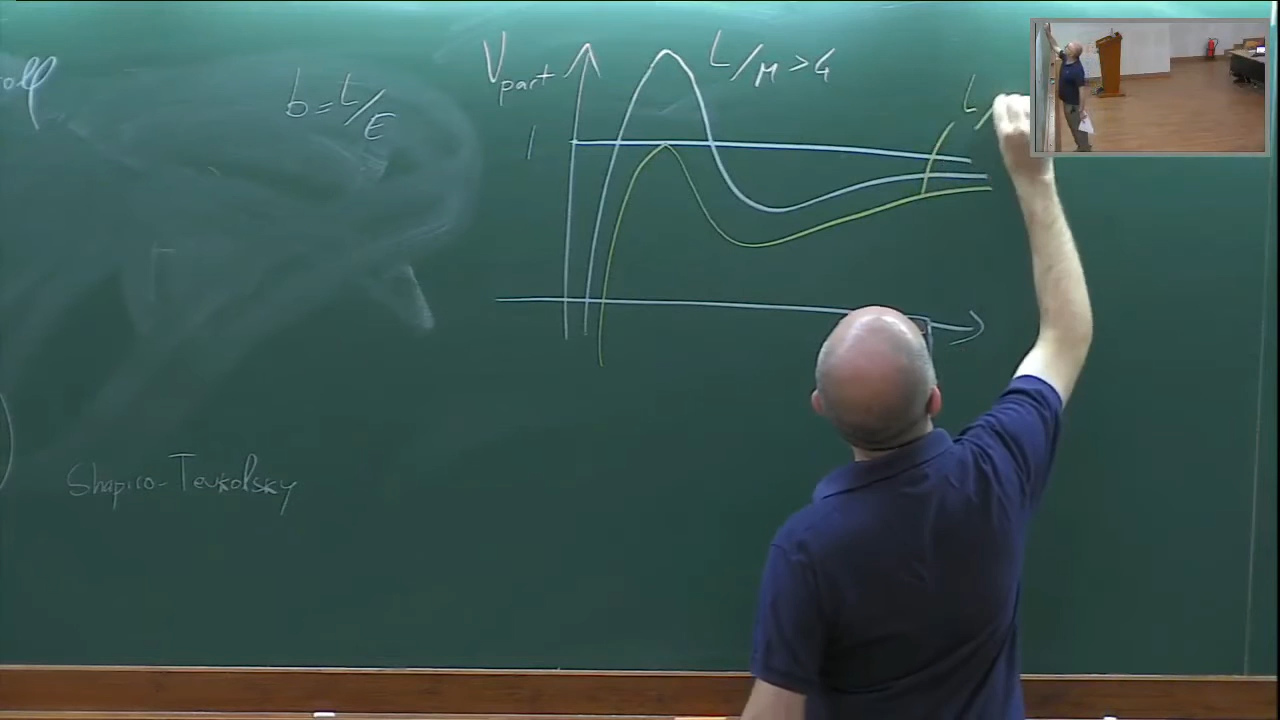 b = L/E
V part
L/M > 4
L/
1
Shapiro-Teukolsky